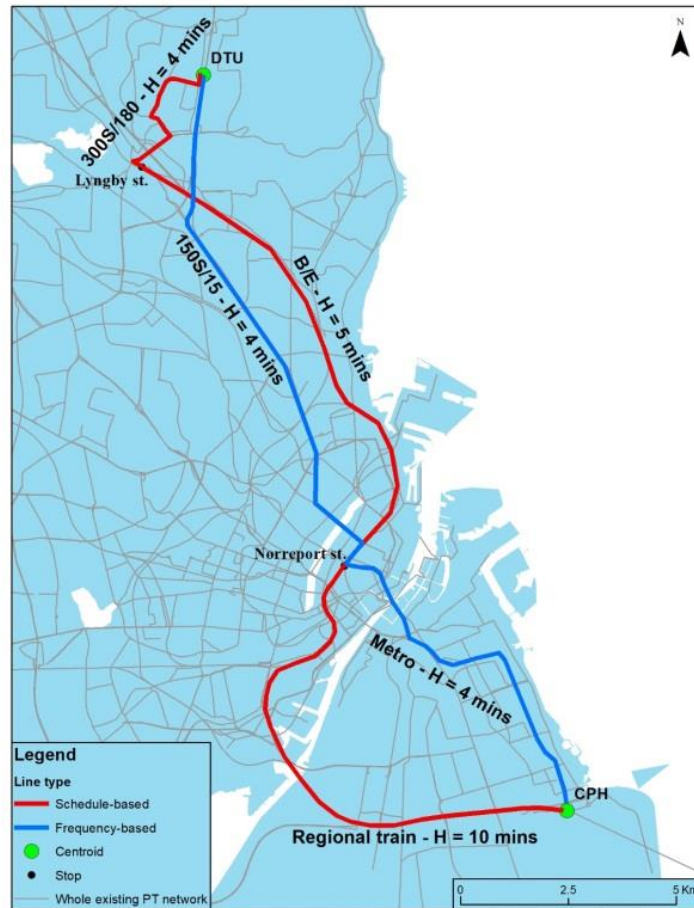 N
DTU
300S/180 - H = 4 mins
Lyngby st.
150S/15 - H = 4 mins
B/E - H = 5 mins
Norreport st.
Metro - H = 4 mins
CPH
Regional train - H = 10 mins
Legend
Line type
Schedule-based
Frequency-based
Centroid
Stop
Whole existing PT network
0 2.5 5 Km